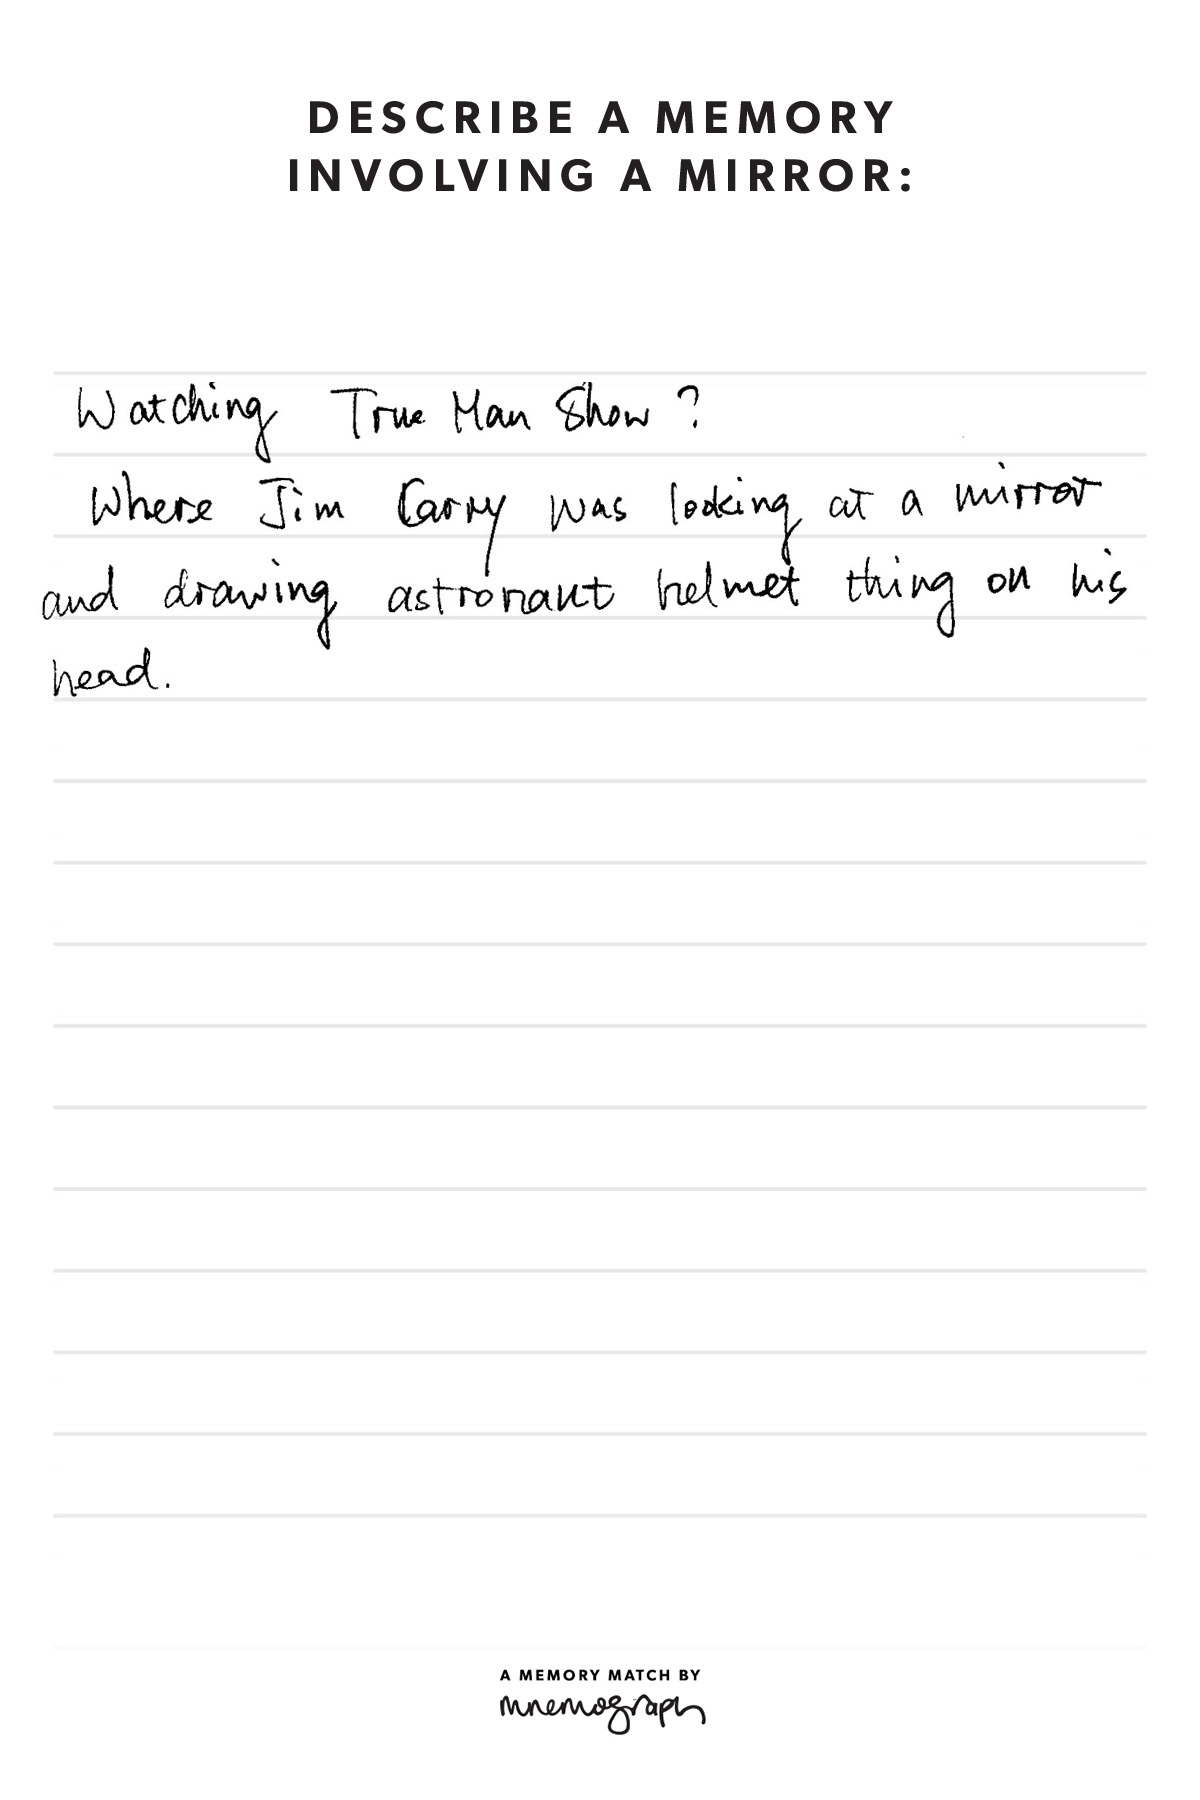 DESCRIBE A MEMORY
INVOLVING A MIRROR:
Watching True Man Show?
Where Jim Carry was looking at a mirror
and drawing astronaut helmet thing on his
head.
A MEMORY MATCH BY
mnemograph